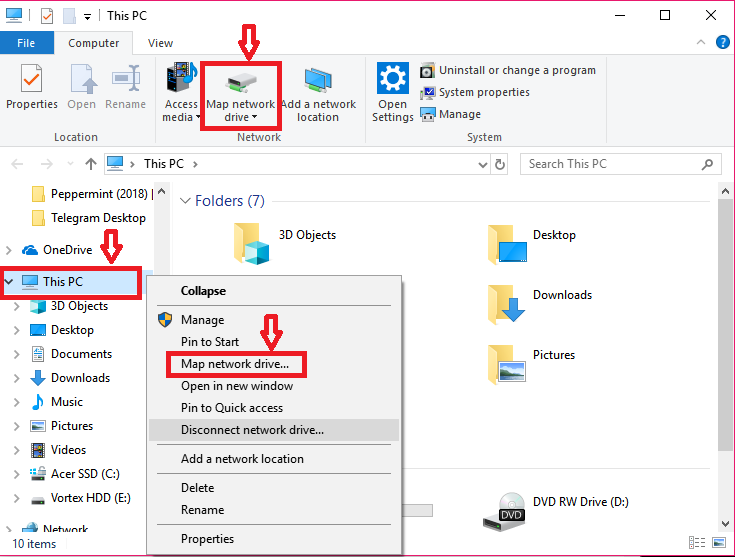 This PC
File
Computer
View
Properties
Open
Rename
Location
Access
media
Map network
drive
Add a network
location
Network
Open
Settings
Uninstall or change a program
System properties
Manage
System
This PC
Search This PC
Peppermint (2018) |
Telegram Desktop
OneDrive
This PC
3D Objects
Desktop
Documents
Downloads
Music
Pictures
Videos
Acer SSD (C:)
Vortex HDD (E:)
Network
Folders (7)
3D Objects
Desktop
Downloads
Pictures
DVD RW Drive (D:)
DVD
Collapse
Manage
Pin to Start
Map network drive...
Open in new window
Pin to Quick access
Disconnect network drive...
Add a network location
Delete
Rename
Properties
10 items